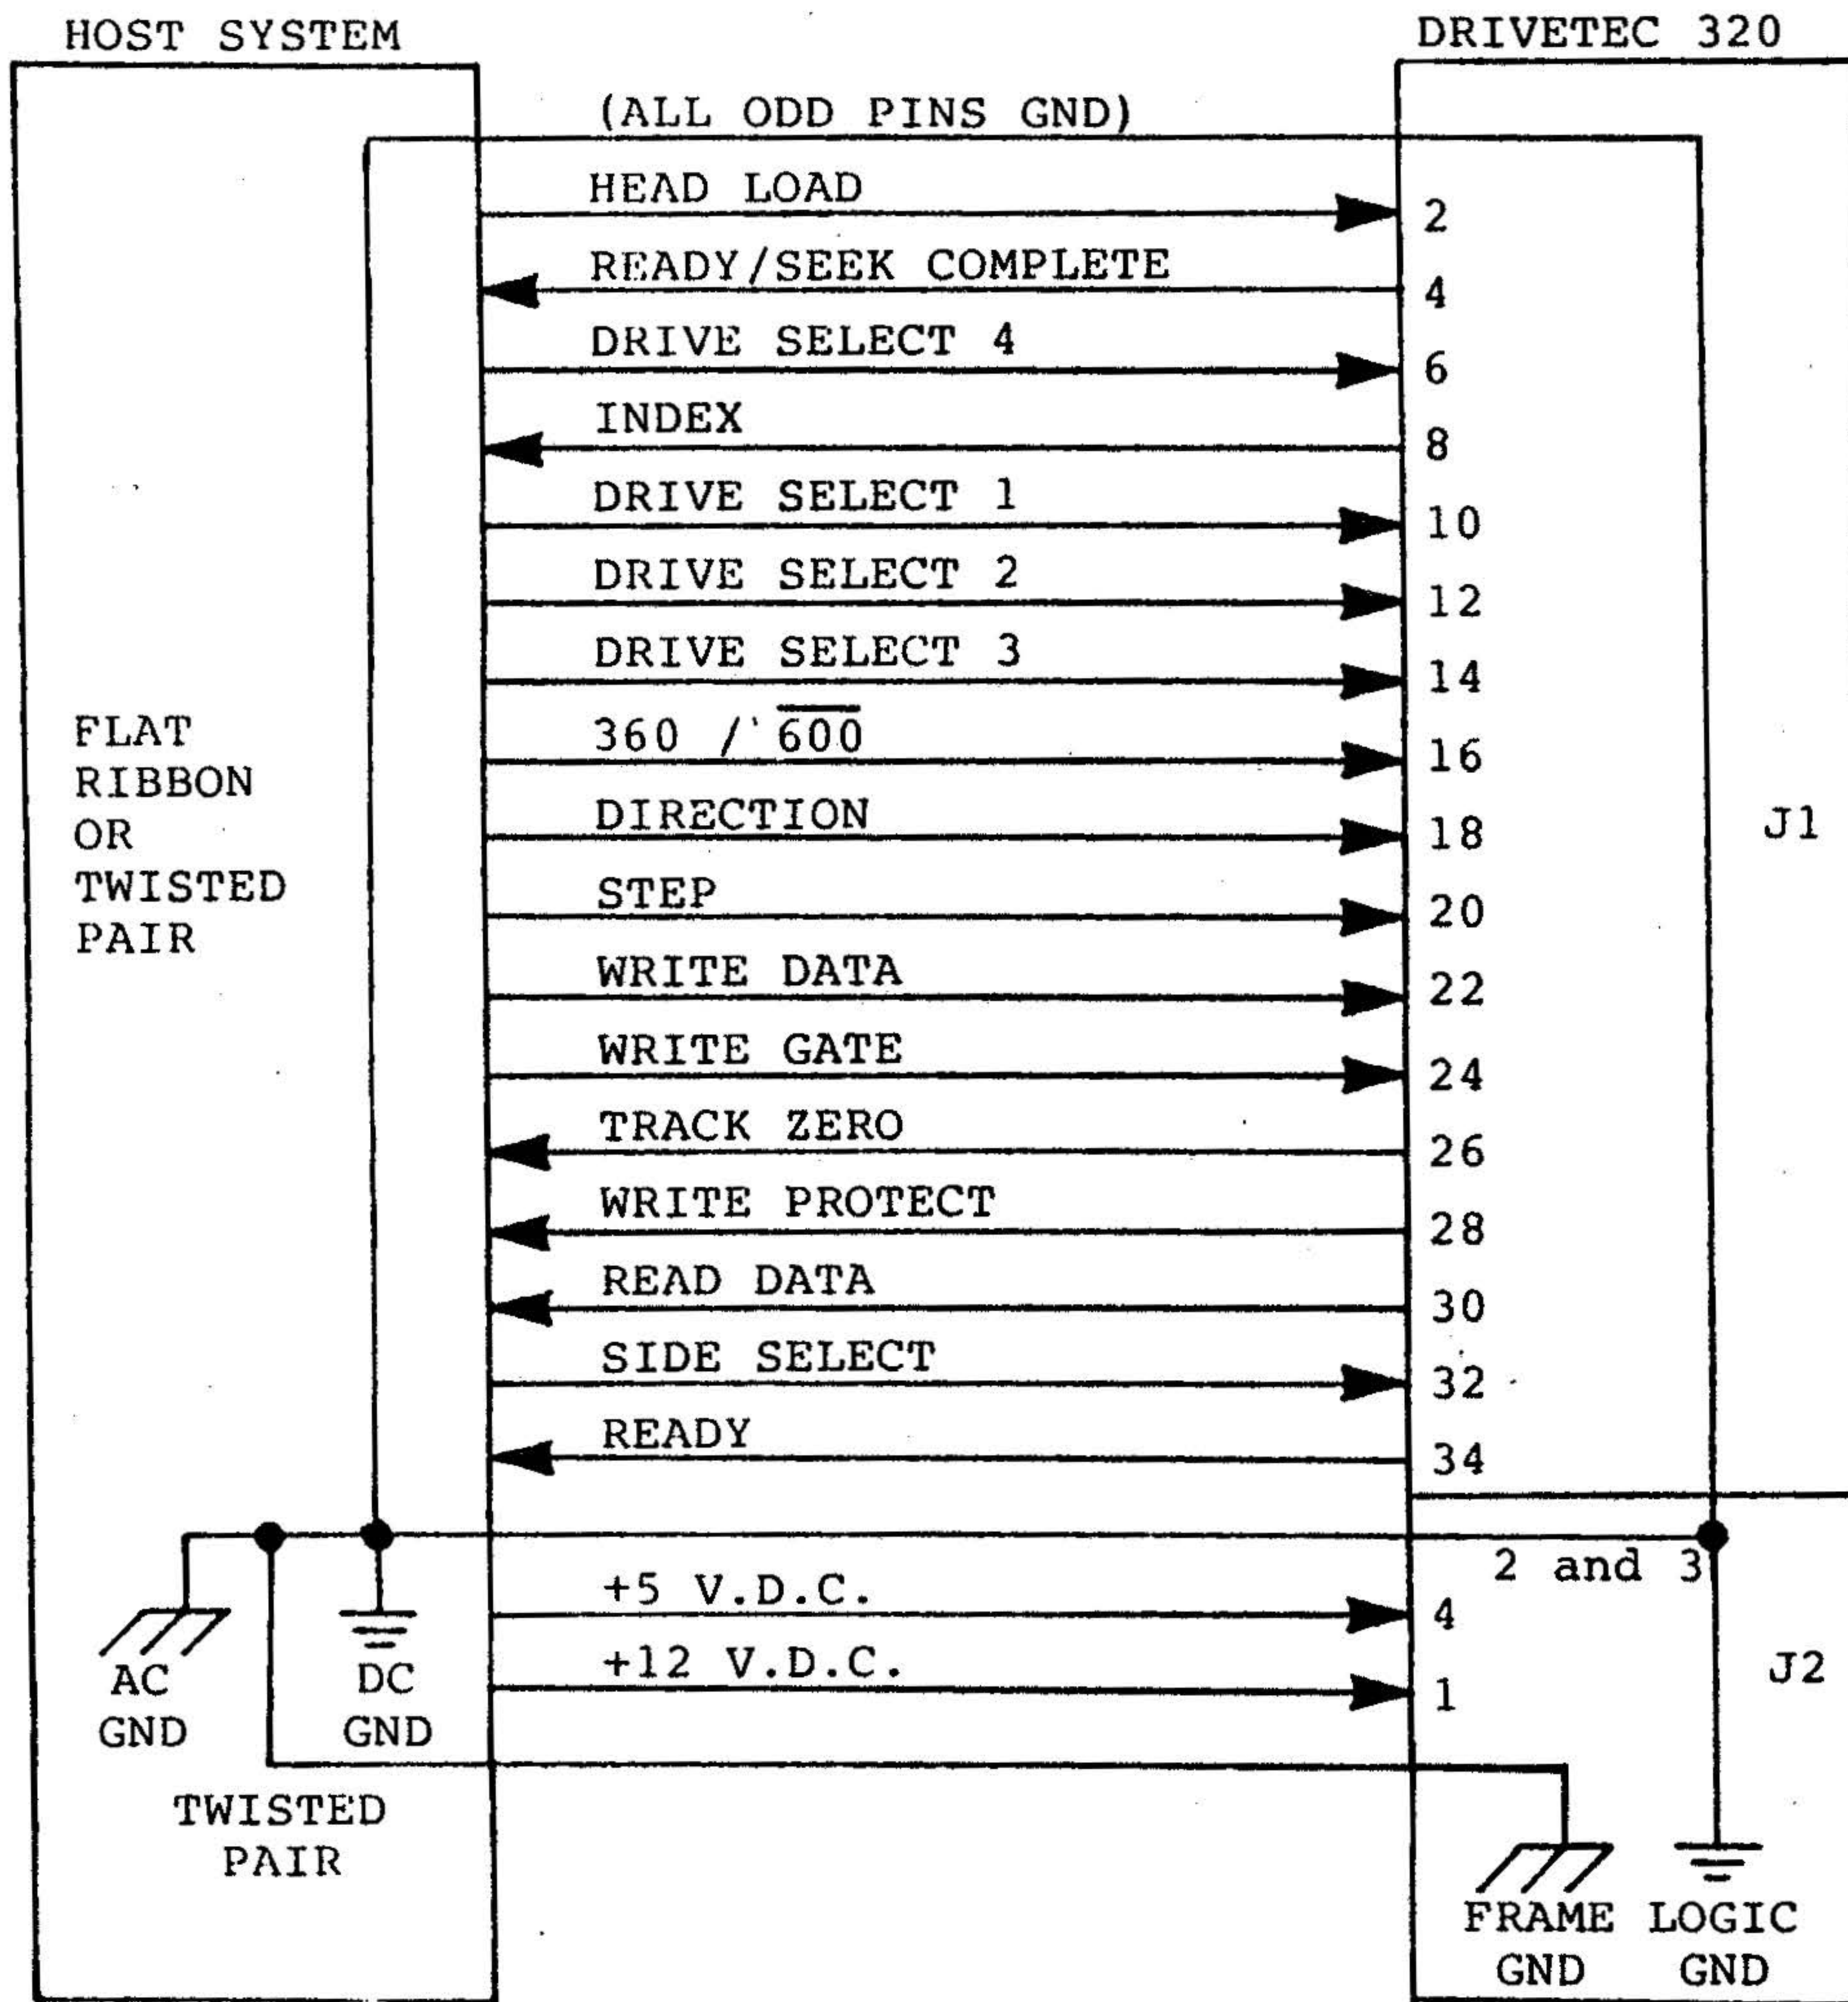 HOST SYSTEM
DRIVETEC 320
(ALL ODD PINS GND)
HEAD LOAD
2
READY/SEEK COMPLETE
4
DRIVE SELECT 4
6
INDEX
8
DRIVE SELECT 1
10
DRIVE SELECT 2
12
DRIVE SELECT 3
14
360 / 6̅0̅0̅
16
DIRECTION
18
STEP
20
WRITE DATA
22
WRITE GATE
24
TRACK ZERO
26
WRITE PROTECT
28
READ DATA
30
SIDE SELECT
32
READY
34
FLAT
RIBBON
OR
TWISTED
PAIR
J1
2 and 3
+5 V.D.C.
4
+12 V.D.C.
1
J2
AC
GND
DC
GND
TWISTED
PAIR
FRAME
GND
LOGIC
GND